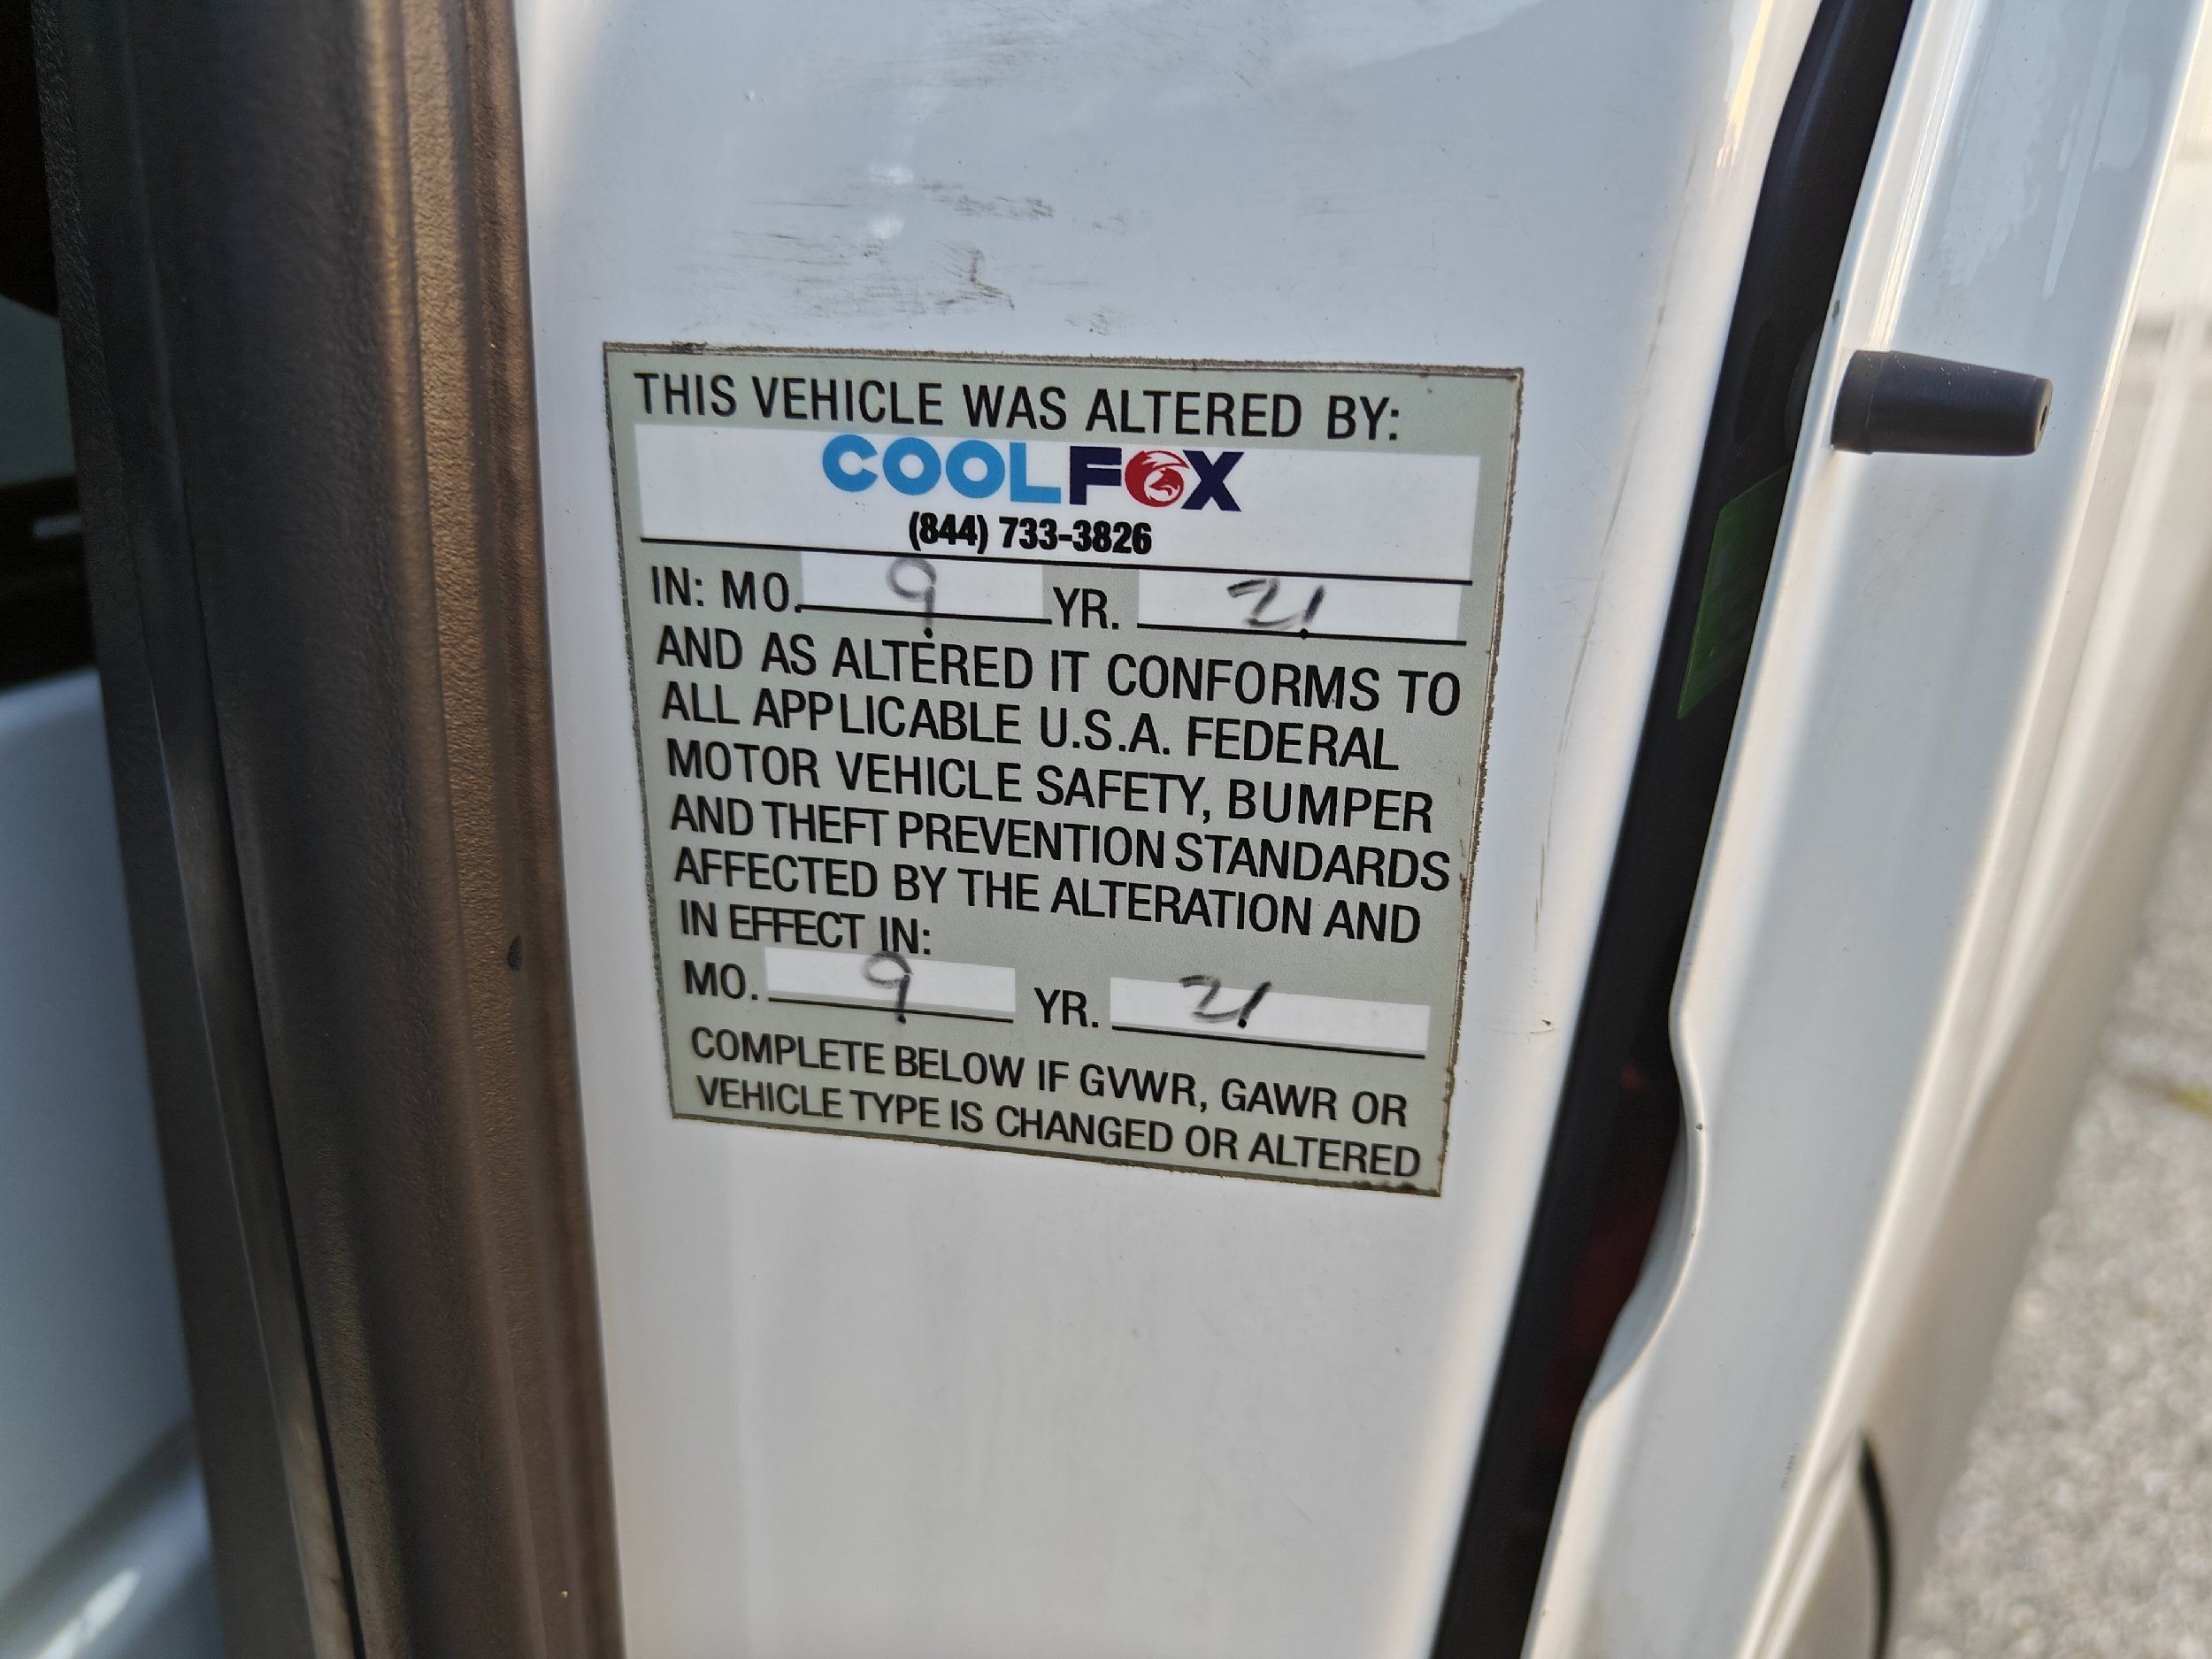 THIS VEHICLE WAS ALTERED BY:
COOLFOX
(844) 733-3826
IN: MO. 9 YR. 21
AND AS ALTERED IT CONFORMS TO
ALL APPLICABLE U.S.A. FEDERAL
MOTOR VEHICLE SAFETY, BUMPER
AND THEFT PREVENTION STANDARDS
AFFECTED BY THE ALTERATION AND
IN EFFECT IN:
MO. 9 YR. 21
COMPLETE BELOW IF GVWR, GAWR OR
VEHICLE TYPE IS CHANGED OR ALTERED